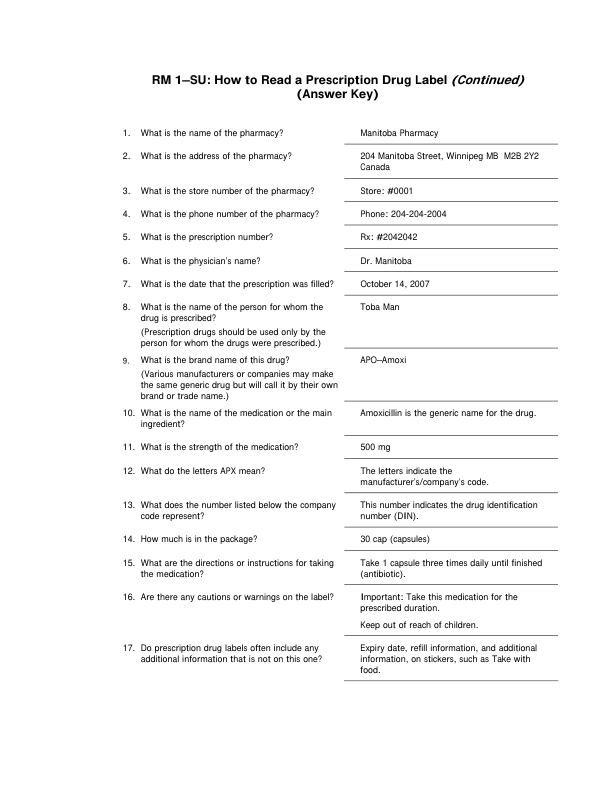 RM 1–SU: How to Read a Prescription Drug Label (Continued)
(Answer Key)
1. What is the name of the pharmacy? Manitoba Pharmacy
2. What is the address of the pharmacy? 204 Manitoba Street, Winnipeg MB M2B 2Y2
Canada
3. What is the store number of the pharmacy? Store: #0001
4. What is the phone number of the pharmacy? Phone: 204-204-2004
5. What is the prescription number? Rx: #2042042
6. What is the physician's name? Dr. Manitoba
7. What is the date that the prescription was filled? October 14, 2007
8. What is the name of the person for whom the Toba Man
drug is prescribed?
(Prescription drugs should be used only by the
person for whom the drugs were prescribed.)
9. What is the brand name of this drug? APO–Amoxi
(Various manufacturers or companies may make
the same generic drug but will call it by their own
brand or trade name.)
10. What is the name of the medication or the main Amoxicillin is the generic name for the drug.
ingredient?
11. What is the strength of the medication? 500 mg
12. What do the letters APX mean? The letters indicate the
manufacturer's/company's code.
13. What does the number listed below the company This number indicates the drug identification
code represent? number (DIN).
14. How much is in the package? 30 cap (capsules)
15. What are the directions or instructions for taking Take 1 capsule three times daily until finished
the medication? (antibiotic).
16. Are there any cautions or warnings on the label? Important: Take this medication for the
prescribed duration.
Keep out of reach of children.
17. Do prescription drug labels often include any Expiry date, refill information, and additional
additional information that is not on this one? information, on stickers, such as Take with
food.